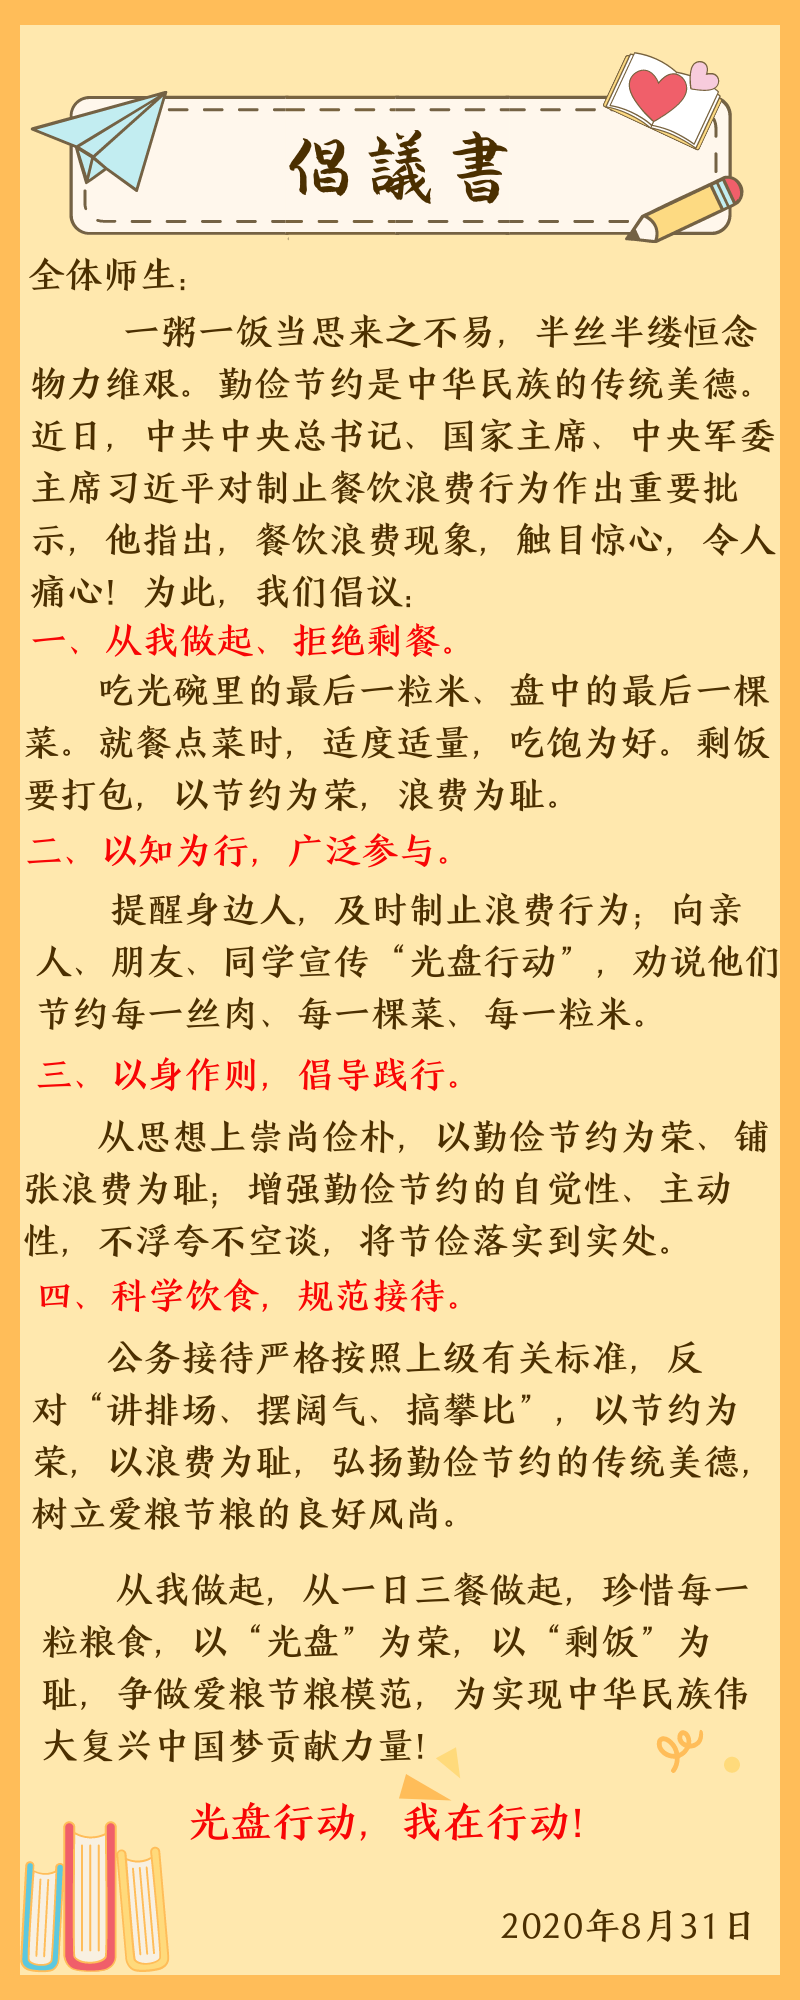 倡議書
全体师生：
一粥一饭当思来之不易，半丝半缕恒念
物力维艰。勤俭节约是中华民族的传统美德。
近日，中共中央总书记、国家主席、中央军委
主席习近平对制止餐饮浪费行为作出重要批
示，他指出，餐饮浪费现象，触目惊心，令人
痛心！为此，我们倡议：
一、从我做起、拒绝剩餐。
吃光碗里的最后一粒米、盘中的最后一棵
菜。就餐点菜时，适度适量，吃饱为好。剩饭
要打包，以节约为荣，浪费为耻。
二、以知为行，广泛参与。
提醒身边人，及时制止浪费行为；向亲
人、朋友、同学宣传“光盘行动”，劝说他们
节约每一丝肉、每一棵菜、每一粒米。
三、以身作则，倡导践行。
从思想上崇尚俭朴，以勤俭节约为荣、铺
张浪费为耻；增强勤俭节约的自觉性、主动
性，不浮夸不空谈，将节俭落实到实处。
四、科学饮食，规范接待。
公务接待严格按照上级有关标准，反
对“讲排场、摆阔气、搞攀比”，以节约为
荣，以浪费为耻，弘扬勤俭节约的传统美德，
树立爱粮节粮的良好风尚。
从我做起，从一日三餐做起，珍惜每一
粒粮食，以“光盘”为荣，以“剩饭”为
耻，争做爱粮节粮模范，为实现中华民族伟
大复兴中国梦贡献力量！
光盘行动，我在行动！
2020年8月31日